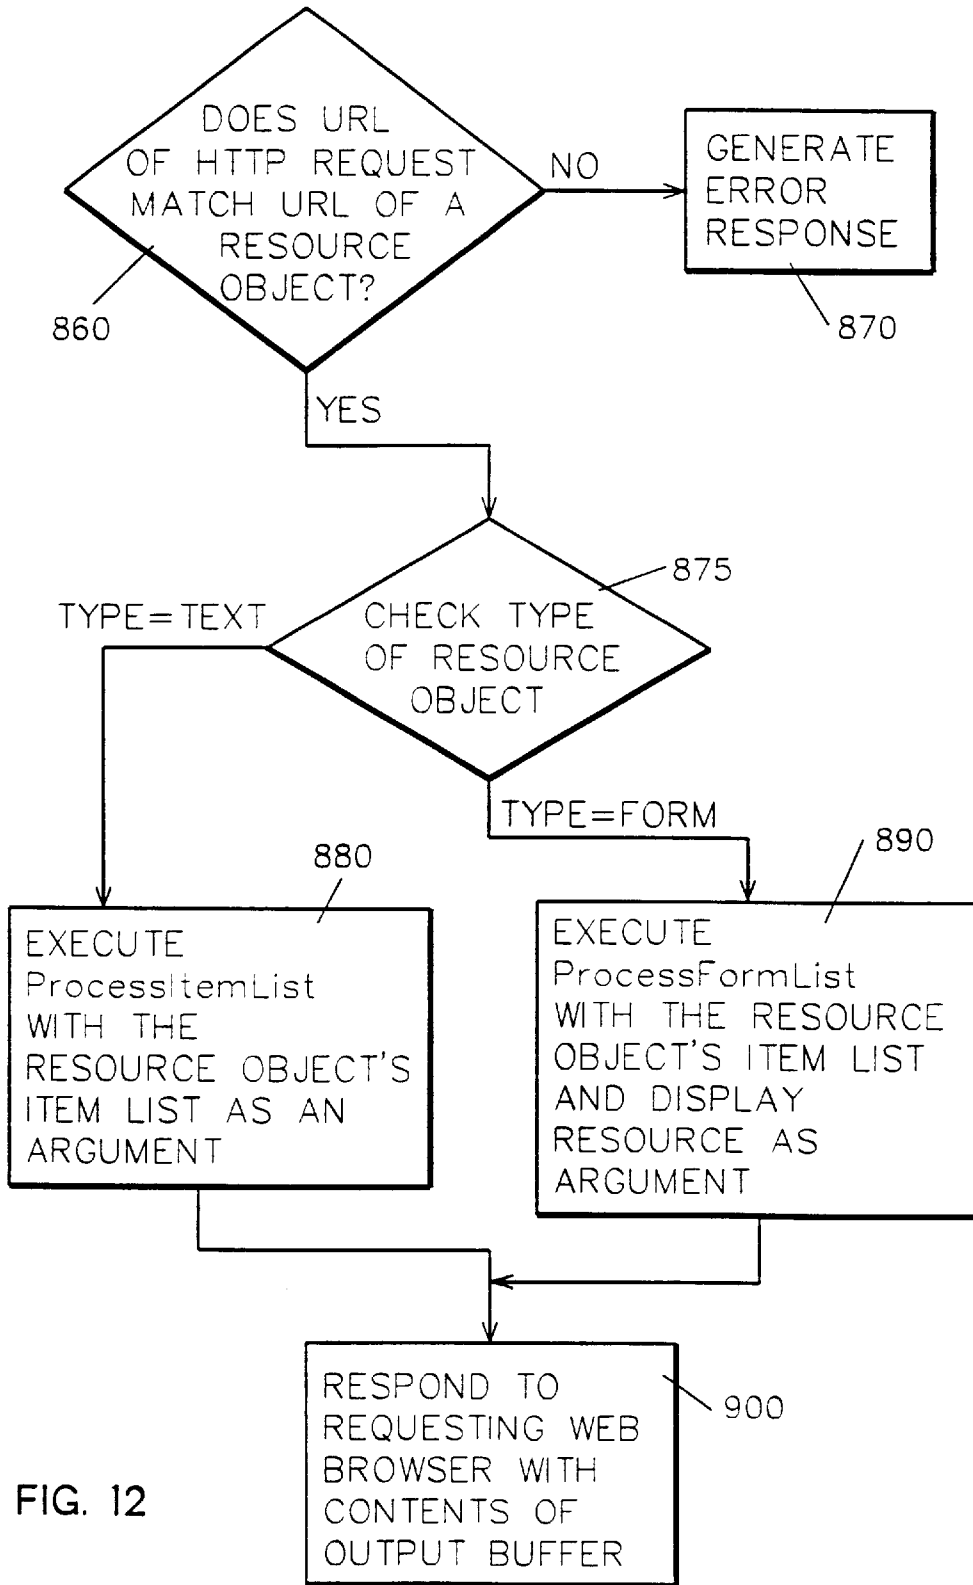 DOES URL
OF HTTP REQUEST
MATCH URL OF A
RESOURCE
OBJECT?
860
NO
GENERATE
ERROR
RESPONSE
870
YES
875
CHECK TYPE
OF RESOURCE
OBJECT
TYPE=TEXT
TYPE=FORM
880
EXECUTE
ProcessItemList
WITH THE
RESOURCE OBJECT'S
ITEM LIST AS AN
ARGUMENT
890
EXECUTE
ProcessFormList
WITH THE RESOURCE
OBJECT'S ITEM LIST
AND DISPLAY
RESOURCE AS
ARGUMENT
RESPOND TO
REQUESTING WEB
BROWSER WITH
CONTENTS OF
OUTPUT BUFFER
900
FIG. 12